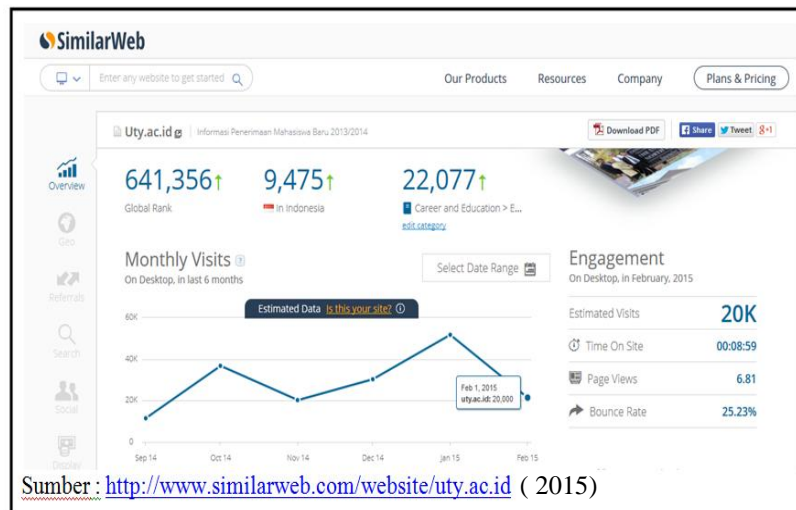 SimilarWeb
Enter any website to get started
Our Products Resources Company Plans & Pricing
Uty.ac.id Informasi Penerimaan Mahasiswa Baru 2013/2014
Download PDF Share Tweet g+1
Overview
641,356↑ 9,475↑ 22,077↑
Global Rank In Indonesia Career and Education > E...
edit category
Geo
Monthly Visits ?
On Desktop, in last 6 months
Select Date Range
Engagement
On Desktop, in February, 2015
Referrals
Estimated Data Is this your site?
Estimated Visits 20K
Time On Site 00:08:59
Page Views 6.81
Bounce Rate 25.23%
Search
Social
Display
60K
40K
20K
0
Feb 1, 2015
uty.ac.id: 20,000
Sep 14 Oct 14 Nov 14 Dec 14 Jan 15 Feb 15
Sumber : http://www.similarweb.com/website/uty.ac.id ( 2015)